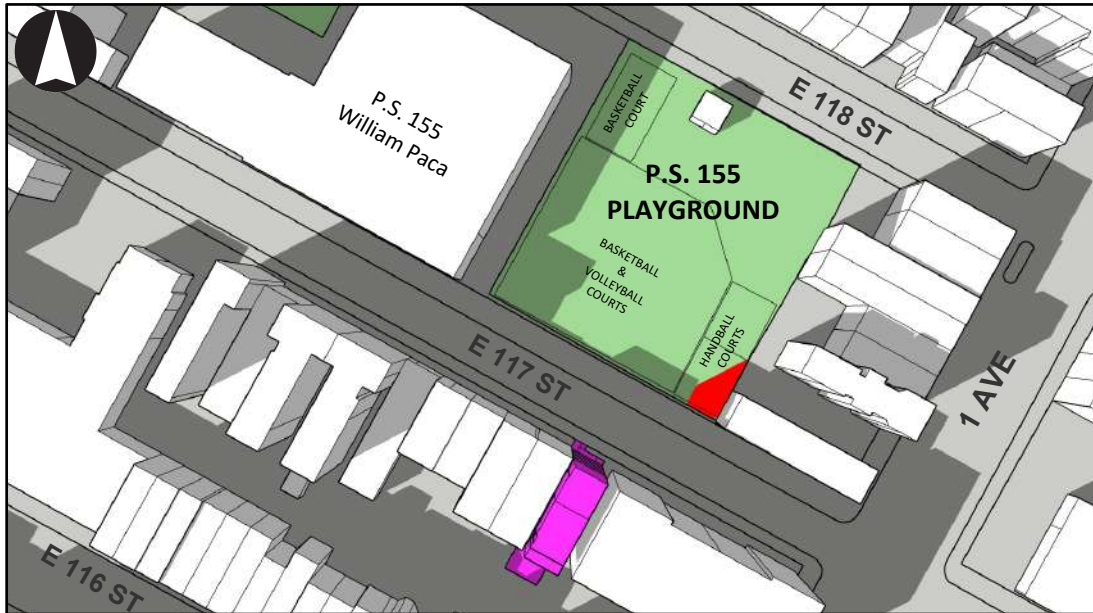 P.S. 155
William Paca
BASKETBALL
COURT
E 118 ST
P.S. 155
PLAYGROUND
BASKETBALL
&
VOLLEYBALL
COURTS
HANDBALL
COURTS
E 117 ST
1 AVE
E 116 ST